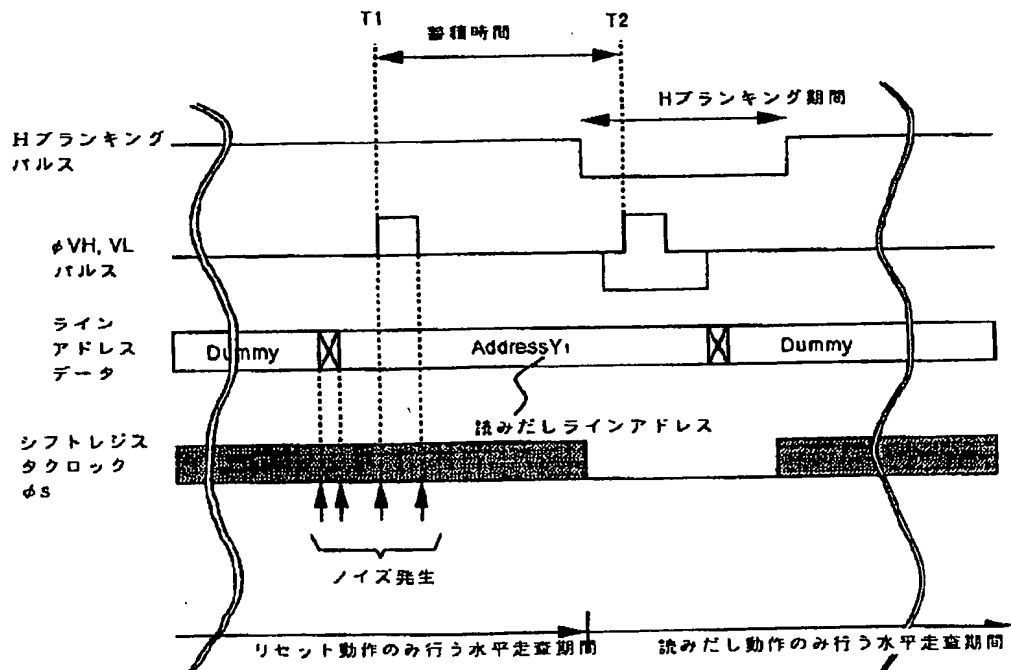 T1
T2
蓄積時間
Hブランキング期間
Hブランキング
パルス
φVH, VL
パルス
ライン
アドレス
データ
Dummy
AddressY1
Dummy
読みだしラインアドレス
シフトレジス
タクロック
φS
ノイズ発生
リセット動作のみ行う水平走査期間
読みだし動作のみ行う水平走査期間